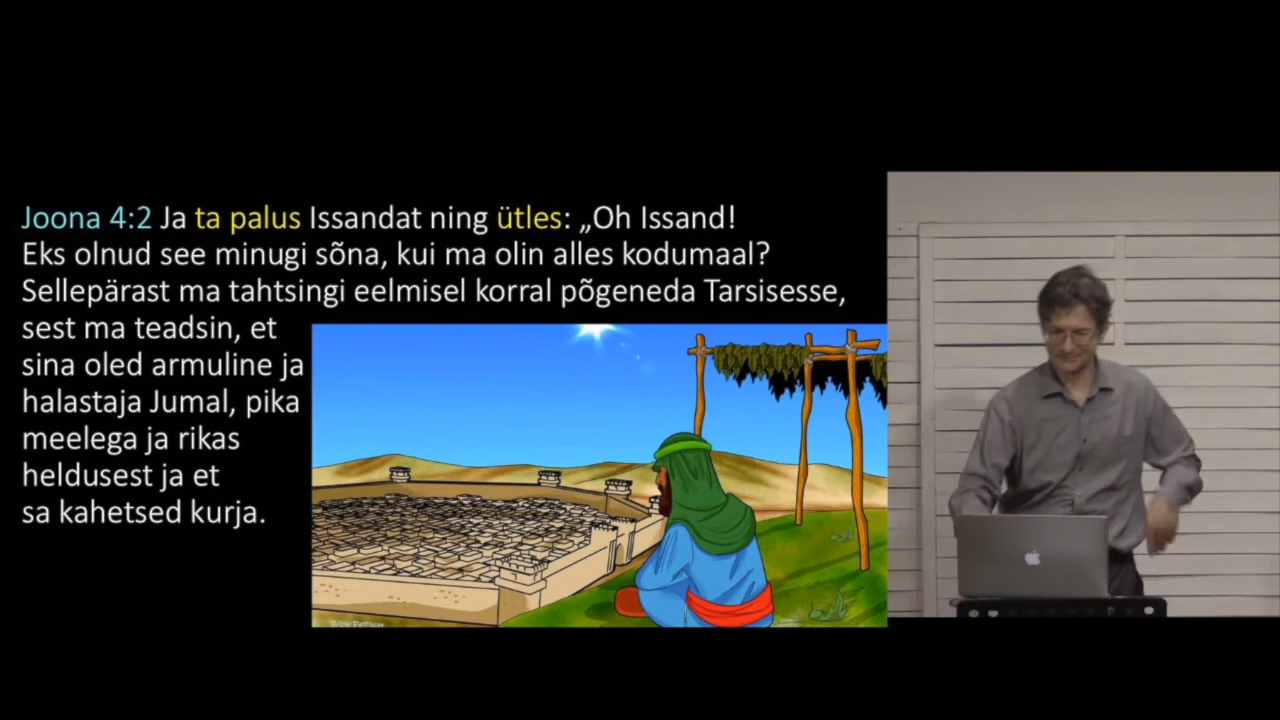 Joona 4:2 Ja ta palus Issandat ning ütles: „Oh Issand!
Eks olnud see minugi sõna, kui ma olin alles kodumaal?
Sellepärast ma tahtsingi eelmisel korral põgeneda Tarsisesse,
sest ma teadsin, et
sina oled armuline ja
halastaja Jumal, pika
meelega ja rikas
heldusest ja et
sa kahetsed kurja.
Bible Pathway